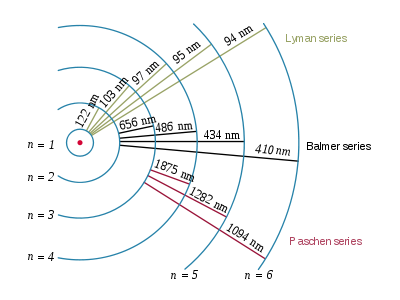 94 nm
Lyman series
95 nm
97 nm
103 nm
122 nm
656 nm
486 nm
434 nm
410 nm
Balmer series
n = 1
n = 2
n = 3
n = 4
n = 5
n = 6
1875 nm
1282 nm
1094 nm
Paschen series